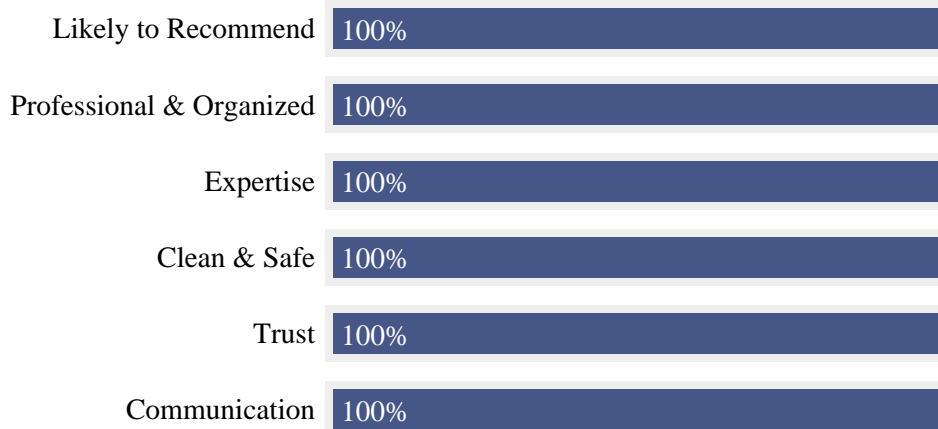 Likely to Recommend 100%
Professional & Organized 100%
Expertise 100%
Clean & Safe 100%
Trust 100%
Communication 100%